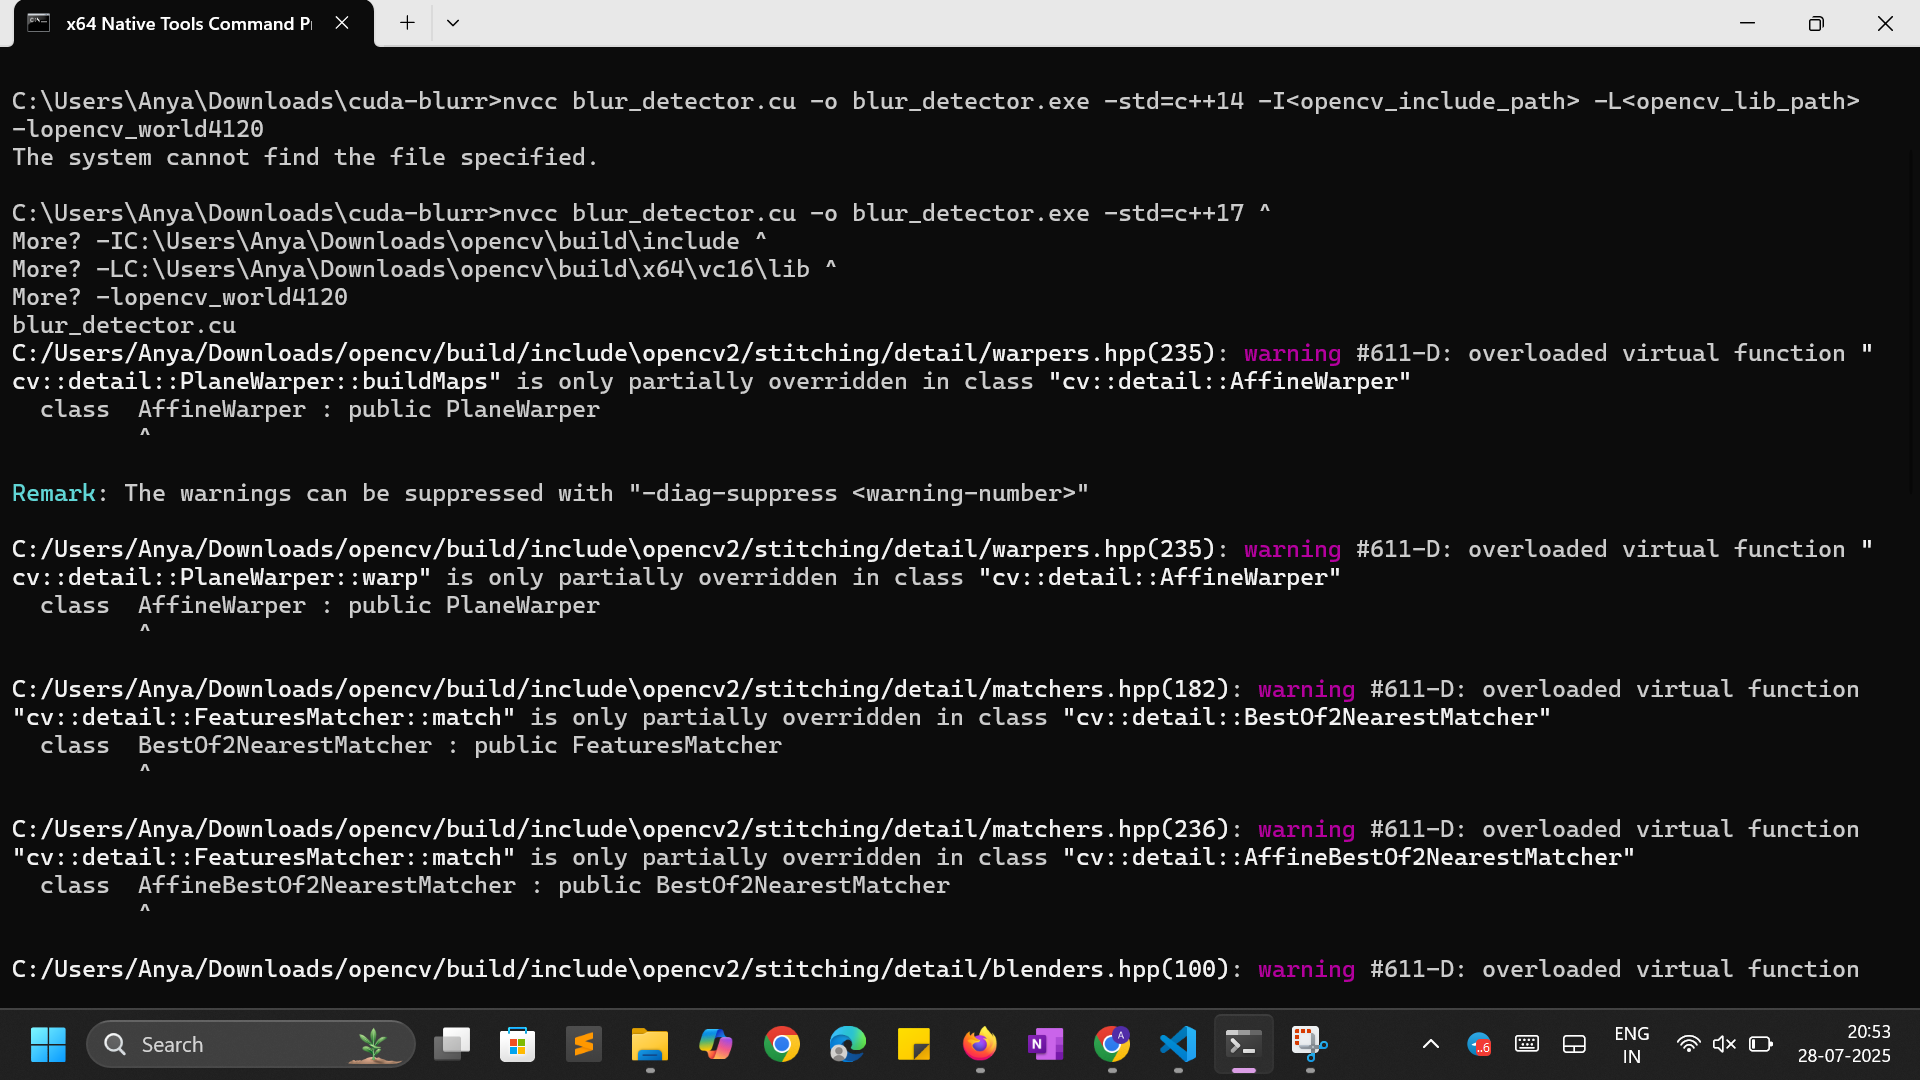 x64 Native Tools Command P
C:\Users\Anya\Downloads\cuda-blurr>nvcc blur_detector.cu -o blur_detector.exe -std=c++14 -I<opencv_include_path> -L<opencv_lib_path>
-lopencv_world4120
The system cannot find the file specified.
C:\Users\Anya\Downloads\cuda-blurr>nvcc blur_detector.cu -o blur_detector.exe -std=c++17 ^
More? -IC:\Users\Anya\Downloads\opencv\build\include ^
More? -LC:\Users\Anya\Downloads\opencv\build\x64\vc16\lib ^
More? -lopencv_world4120
blur_detector.cu
C:/Users/Anya/Downloads/opencv/build/include\opencv2/stitching/detail/warpers.hpp(235): warning #611-D: overloaded virtual function "
cv::detail::PlaneWarper::buildMaps" is only partially overridden in class "cv::detail::AffineWarper"
  class  AffineWarper : public PlaneWarper
         ^
Remark: The warnings can be suppressed with "-diag-suppress <warning-number>"
C:/Users/Anya/Downloads/opencv/build/include\opencv2/stitching/detail/warpers.hpp(235): warning #611-D: overloaded virtual function "
cv::detail::PlaneWarper::warp" is only partially overridden in class "cv::detail::AffineWarper"
  class  AffineWarper : public PlaneWarper
         ^
C:/Users/Anya/Downloads/opencv/build/include\opencv2/stitching/detail/matchers.hpp(182): warning #611-D: overloaded virtual function
"cv::detail::FeaturesMatcher::match" is only partially overridden in class "cv::detail::BestOf2NearestMatcher"
  class  BestOf2NearestMatcher : public FeaturesMatcher
         ^
C:/Users/Anya/Downloads/opencv/build/include\opencv2/stitching/detail/matchers.hpp(236): warning #611-D: overloaded virtual function
"cv::detail::FeaturesMatcher::match" is only partially overridden in class "cv::detail::AffineBestOf2NearestMatcher"
  class  AffineBestOf2NearestMatcher : public BestOf2NearestMatcher
         ^
C:/Users/Anya/Downloads/opencv/build/include\opencv2/stitching/detail/blenders.hpp(100): warning #611-D: overloaded virtual function
Search
ENG
IN
20:53
28-07-2025